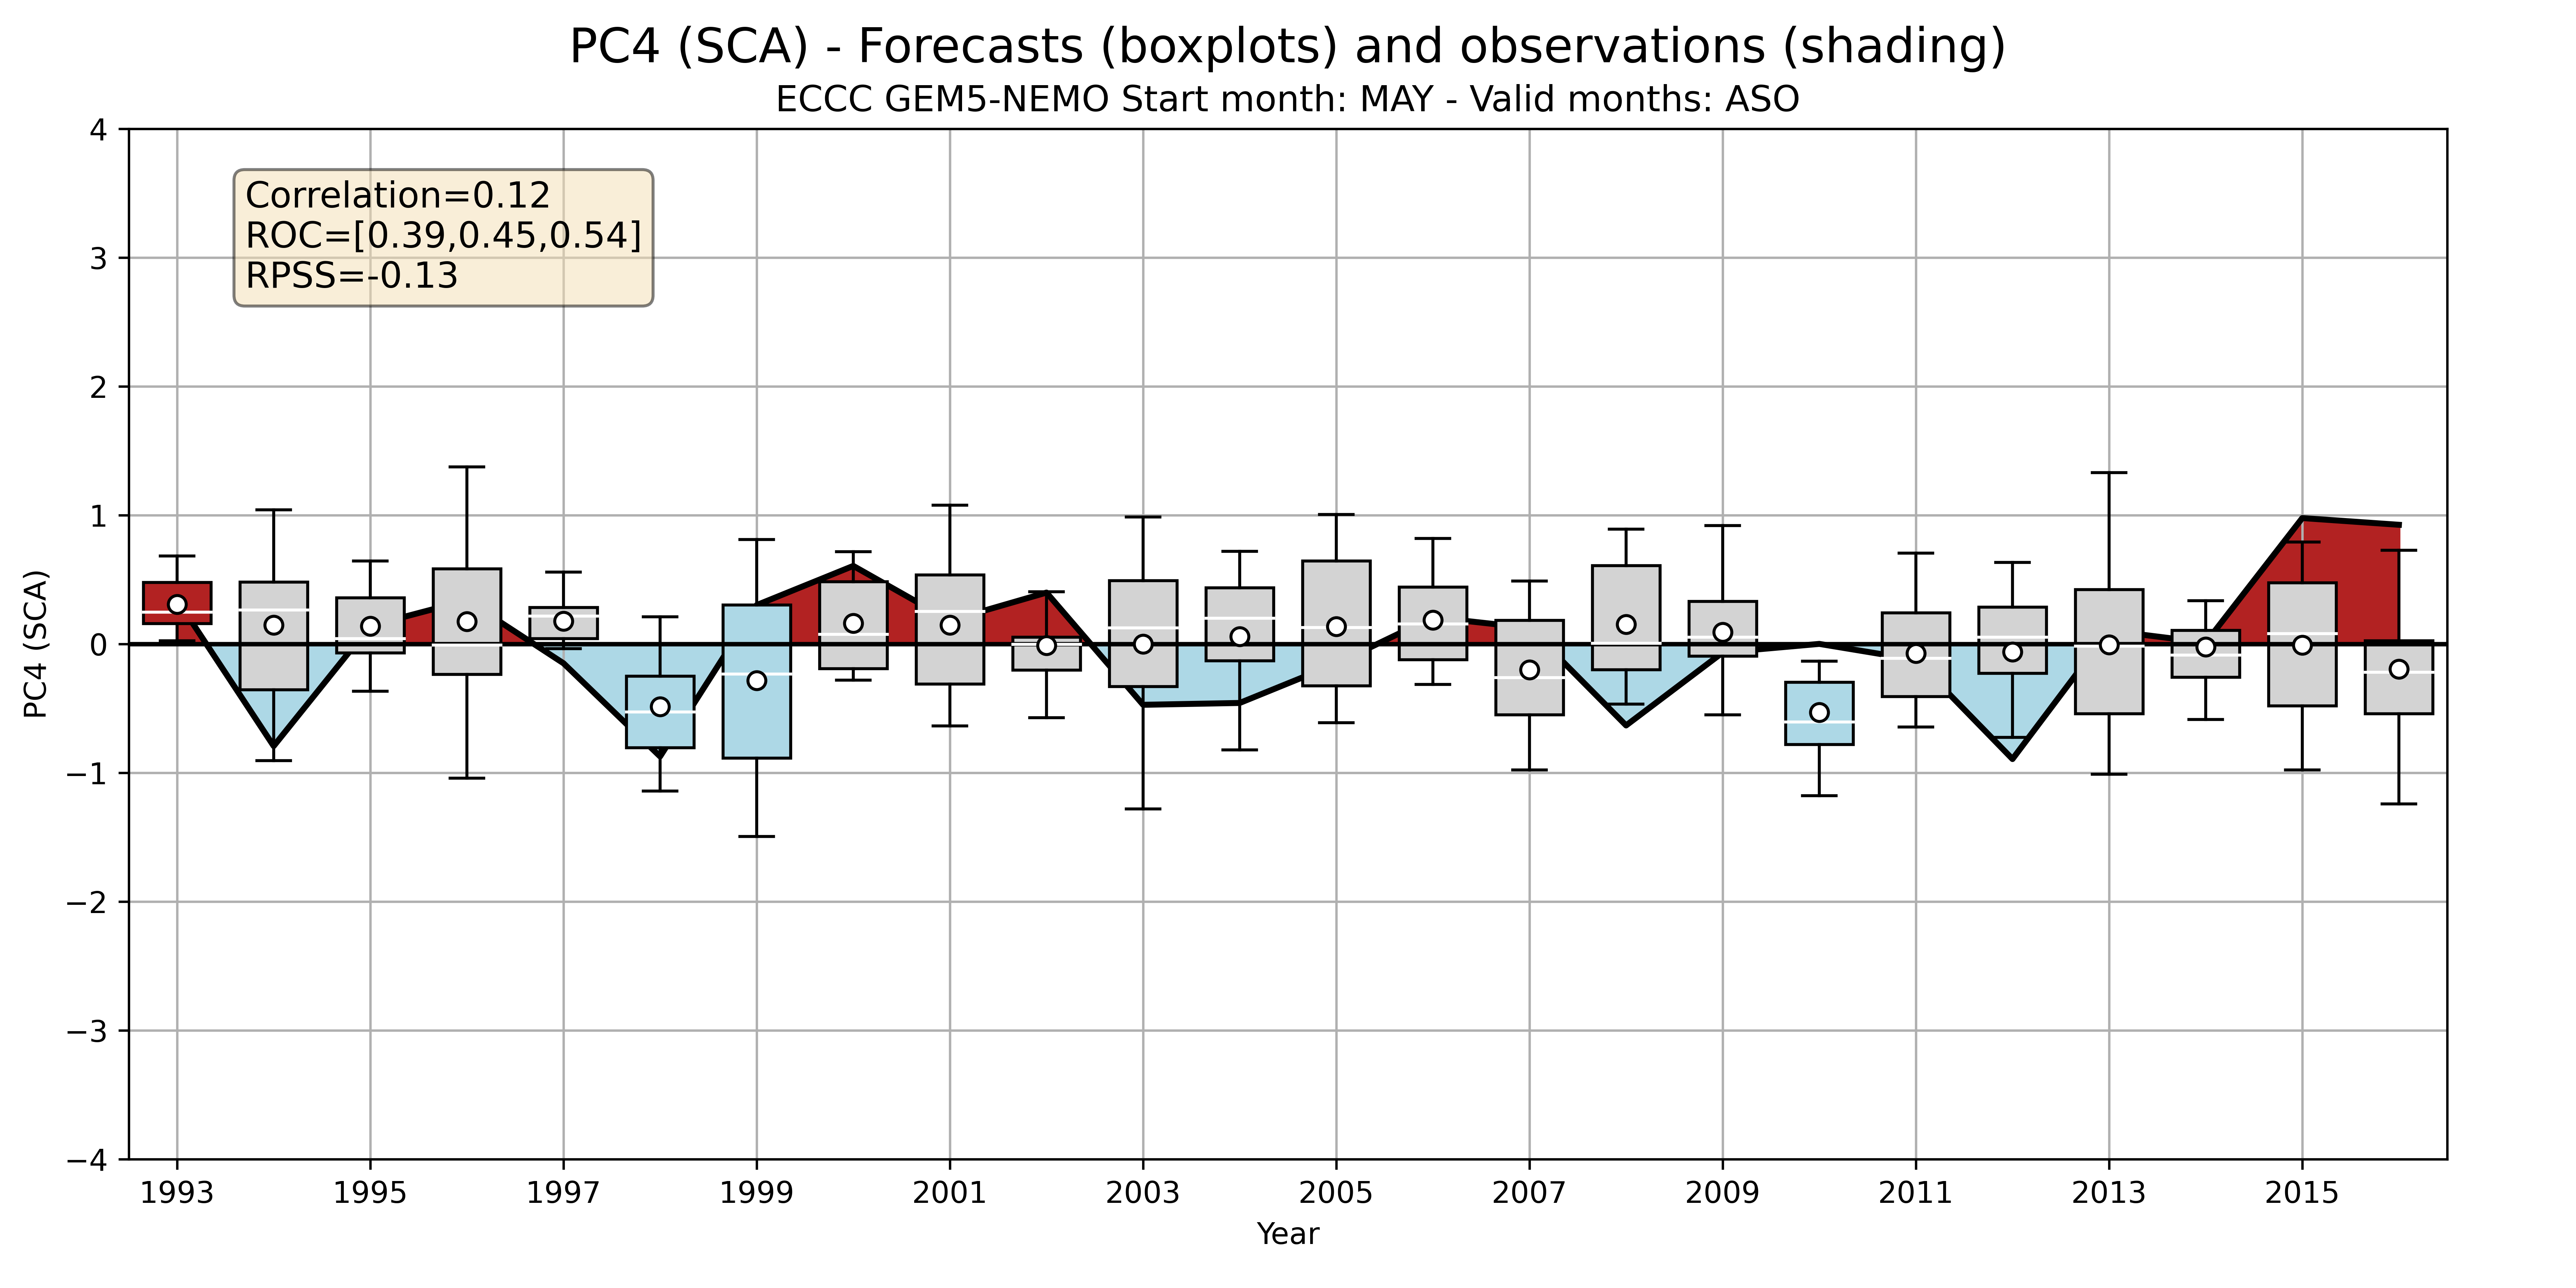 PC4 (SCA) - Forecasts (boxplots) and observations (shading)
ECCC GEM5-NEMO Start month: MAY - Valid months: ASO
Correlation=0.12
ROC=[0.39,0.45,0.54]
RPSS=-0.13
PC4 (SCA)
4
3
2
1
0
−1
−2
−3
−4
1993 1995 1997 1999 2001 2003 2005 2007 2009 2011 2013 2015
Year